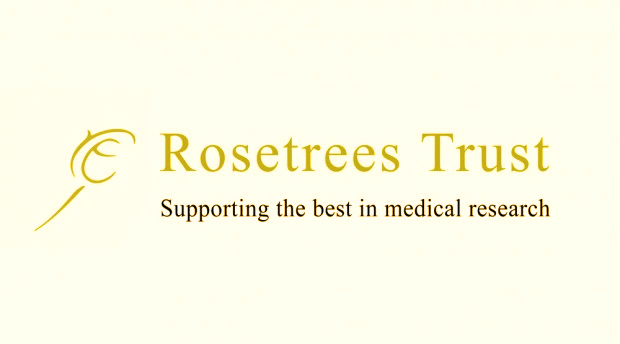 Rosetrees Trust
Supporting the best in medical research